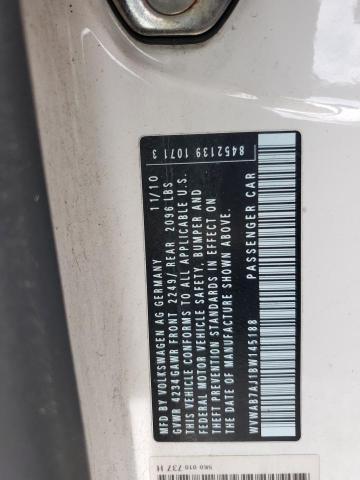 8452139 1071 3
MFD BY VOLKSWAGEN AG GERMANY 11/10
GVWR 4234 GAWR FRONT 2249/ REAR 2096 LBS
THIS VEHICLE CONFORMS TO ALL APPLICABLE U.S.
FEDERAL MOTOR VEHICLE SAFETY, BUMPER AND
THEFT PREVENTION STANDARDS IN EFFECT ON THE
DATE OF MANUFACTURE SHOWN ABOVE.
WVWAB7AJ1BW145188 PASSENGER CAR
5K0 010 737 H